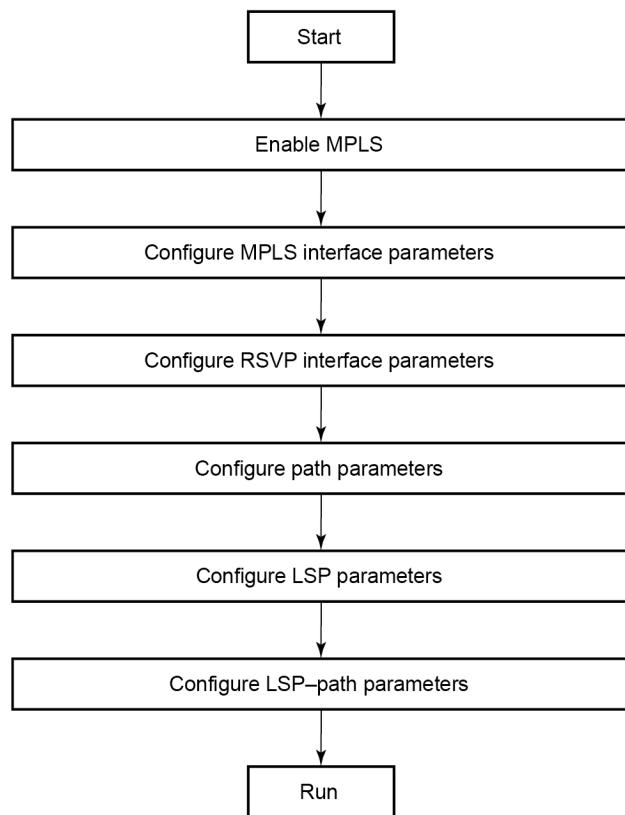 Start
Enable MPLS
Configure MPLS interface parameters
Configure RSVP interface parameters
Configure path parameters
Configure LSP parameters
Configure LSP–path parameters
Run